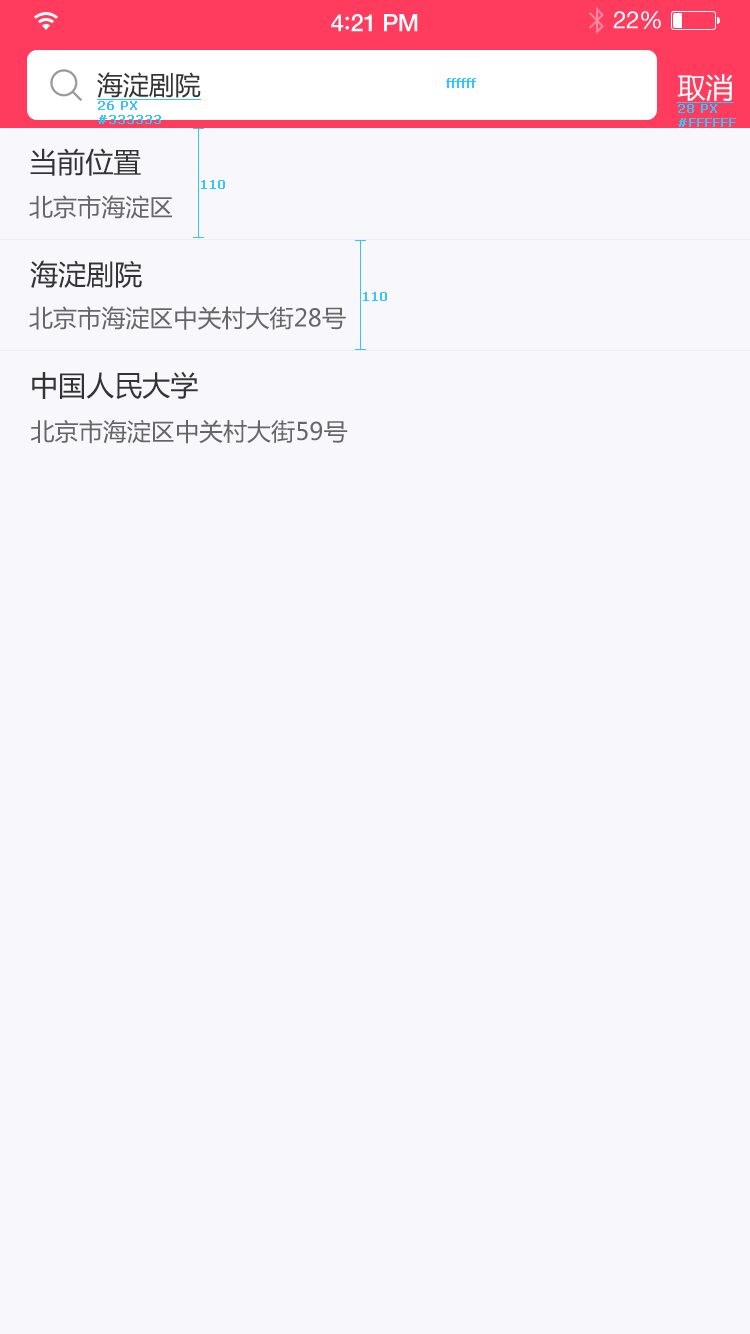 4:21 PM
22%
海淀剧院
ffffff
取消
26 PX
#333333
28 PX
#FFFFFF
当前位置
110
北京市海淀区
海淀剧院
110
北京市海淀区中关村大街28号
中国人民大学
北京市海淀区中关村大街59号